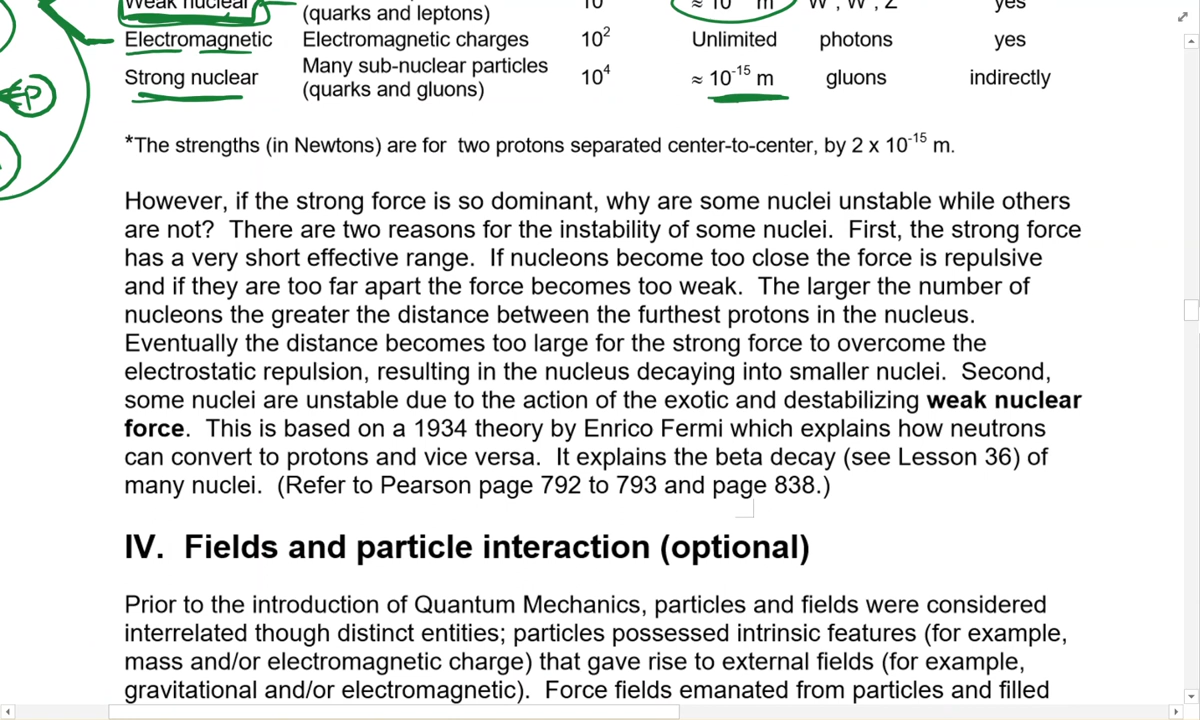 Weak nuclear (quarks and leptons) 10 ≈ 10 m W , W , Z yes
Electromagnetic Electromagnetic charges 10² Unlimited photons yes
Strong nuclear Many sub-nuclear particles (quarks and gluons) 10⁴ ≈ 10⁻¹⁵ m gluons indirectly
P
*The strengths (in Newtons) are for two protons separated center-to-center, by 2 x 10⁻¹⁵ m.
However, if the strong force is so dominant, why are some nuclei unstable while others
are not? There are two reasons for the instability of some nuclei. First, the strong force
has a very short effective range. If nucleons become too close the force is repulsive
and if they are too far apart the force becomes too weak. The larger the number of
nucleons the greater the distance between the furthest protons in the nucleus.
Eventually the distance becomes too large for the strong force to overcome the
electrostatic repulsion, resulting in the nucleus decaying into smaller nuclei. Second,
some nuclei are unstable due to the action of the exotic and destabilizing weak nuclear
force. This is based on a 1934 theory by Enrico Fermi which explains how neutrons
can convert to protons and vice versa. It explains the beta decay (see Lesson 36) of
many nuclei. (Refer to Pearson page 792 to 793 and page 838.)
IV. Fields and particle interaction (optional)
Prior to the introduction of Quantum Mechanics, particles and fields were considered
interrelated though distinct entities; particles possessed intrinsic features (for example,
mass and/or electromagnetic charge) that gave rise to external fields (for example,
gravitational and/or electromagnetic). Force fields emanated from particles and filled